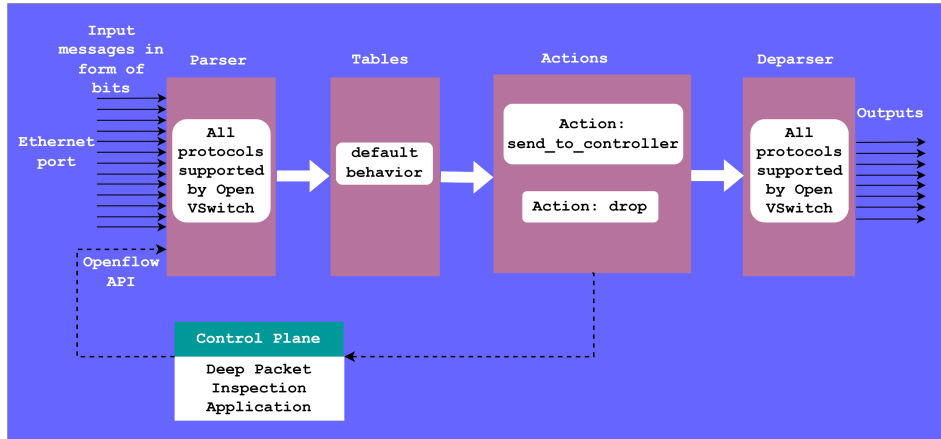 Input
messages in
form of
bits
Ethernet
port
Parser
All
protocols
supported
by Open
VSwitch
Tables
default
behavior
Actions
Action:
send_to_controller
Action: drop
Deparser
All
protocols
supported
by Open
VSwitch
Outputs
Openflow
API
Control Plane
Deep Packet
Inspection
Application